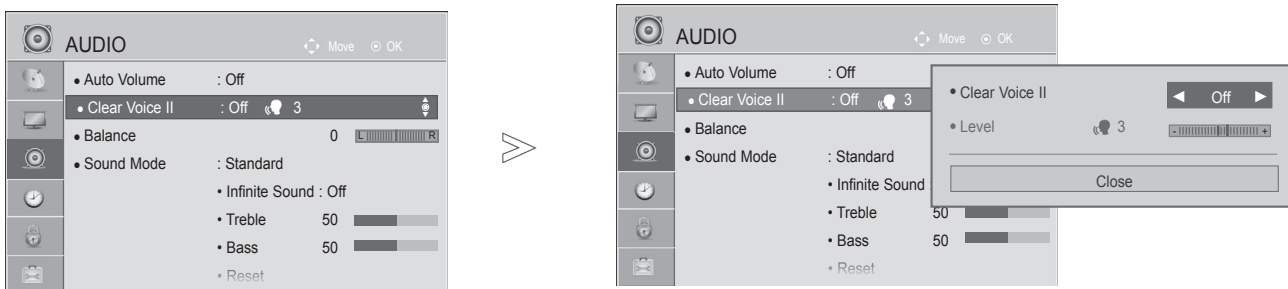 AUDIO
Move OK
• Auto Volume : Off
• Clear Voice II : Off 3
• Balance 0 L R
• Sound Mode : Standard
• Infinite Sound : Off
• Treble 50
• Bass 50
• Reset
AUDIO
Move OK
• Auto Volume : Off
• Clear Voice II : Off 3
• Balance
• Sound Mode : Standard
• Infinite Sound :
• Treble 50
• Bass 50
• Reset
• Clear Voice II ◄ Off ►
• Level 3 - +
Close